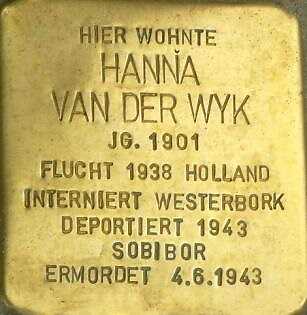 HIER WOHNTE
HANNA
VAN DER WYK
JG. 1901
FLUCHT 1938 HOLLAND
INTERNIERT WESTERBORK
DEPORTIERT 1943
SOBIBOR
ERMORDET 4.6.1943